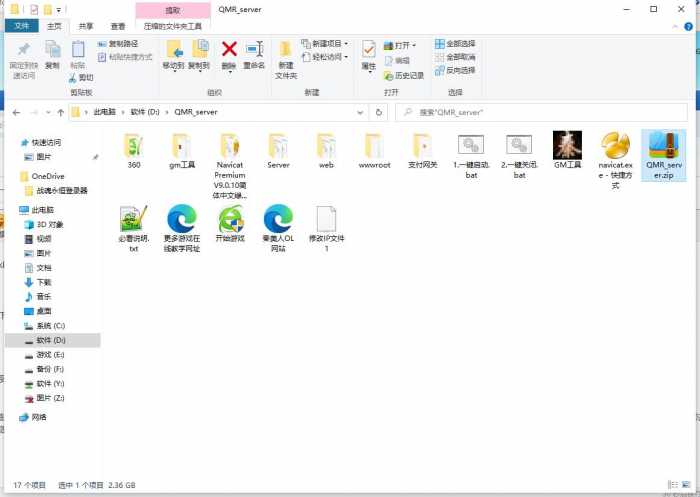 提取
QMR_server
文件
主页
共享
查看
压缩的文件夹工具
固定到快
速访问
复制
粘贴
复制路径
粘贴快捷方式
剪切
移动到
复制到
删除
重命名
新建
文件夹
新建项目
轻松访问
属性
打开
编辑
历史记录
全部选择
全部取消
反向选择
剪贴板
组织
新建
打开
选择
此电脑
软件 (D:)
QMR_server
搜索"QMR_server"
快速访问
图片
OneDrive
战魂永恒登录器
此电脑
3D 对象
视频
图片
文档
下载
音乐
桌面
系统 (C:)
软件 (D:)
游戏 (E:)
备份 (F:)
软件 (Y:)
图片 (Z:)
网络
360
gm工具
Navicat
Premium
V9.0.10简
体中文绿...
Server
web
wwwroot
支付网关
1.一键启动.
bat
2.一键关闭.
bat
GM工具
navicat.ex
e - 快捷方
式
QMR_serv
er.zip
必看说明.
txt
更多游戏在
线教学网址
开始游戏
秦美人OL
网站
修改IP文件
1
17 个项目
选中 1 个项目
2.36 GB